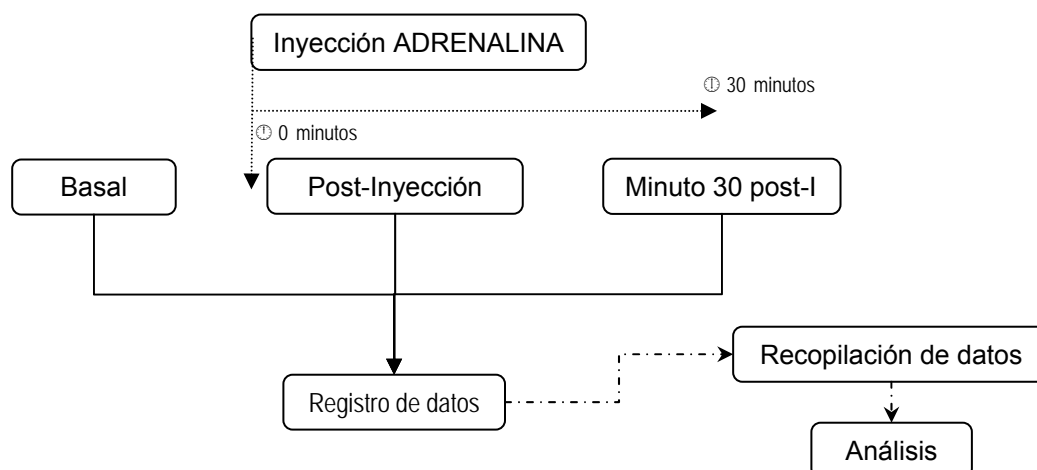 Inyección ADRENALINA
🕛 30 minutos
🕛 0 minutos
Basal
Post-Inyección
Minuto 30 post-I
Recopilación de datos
Registro de datos
Análisis